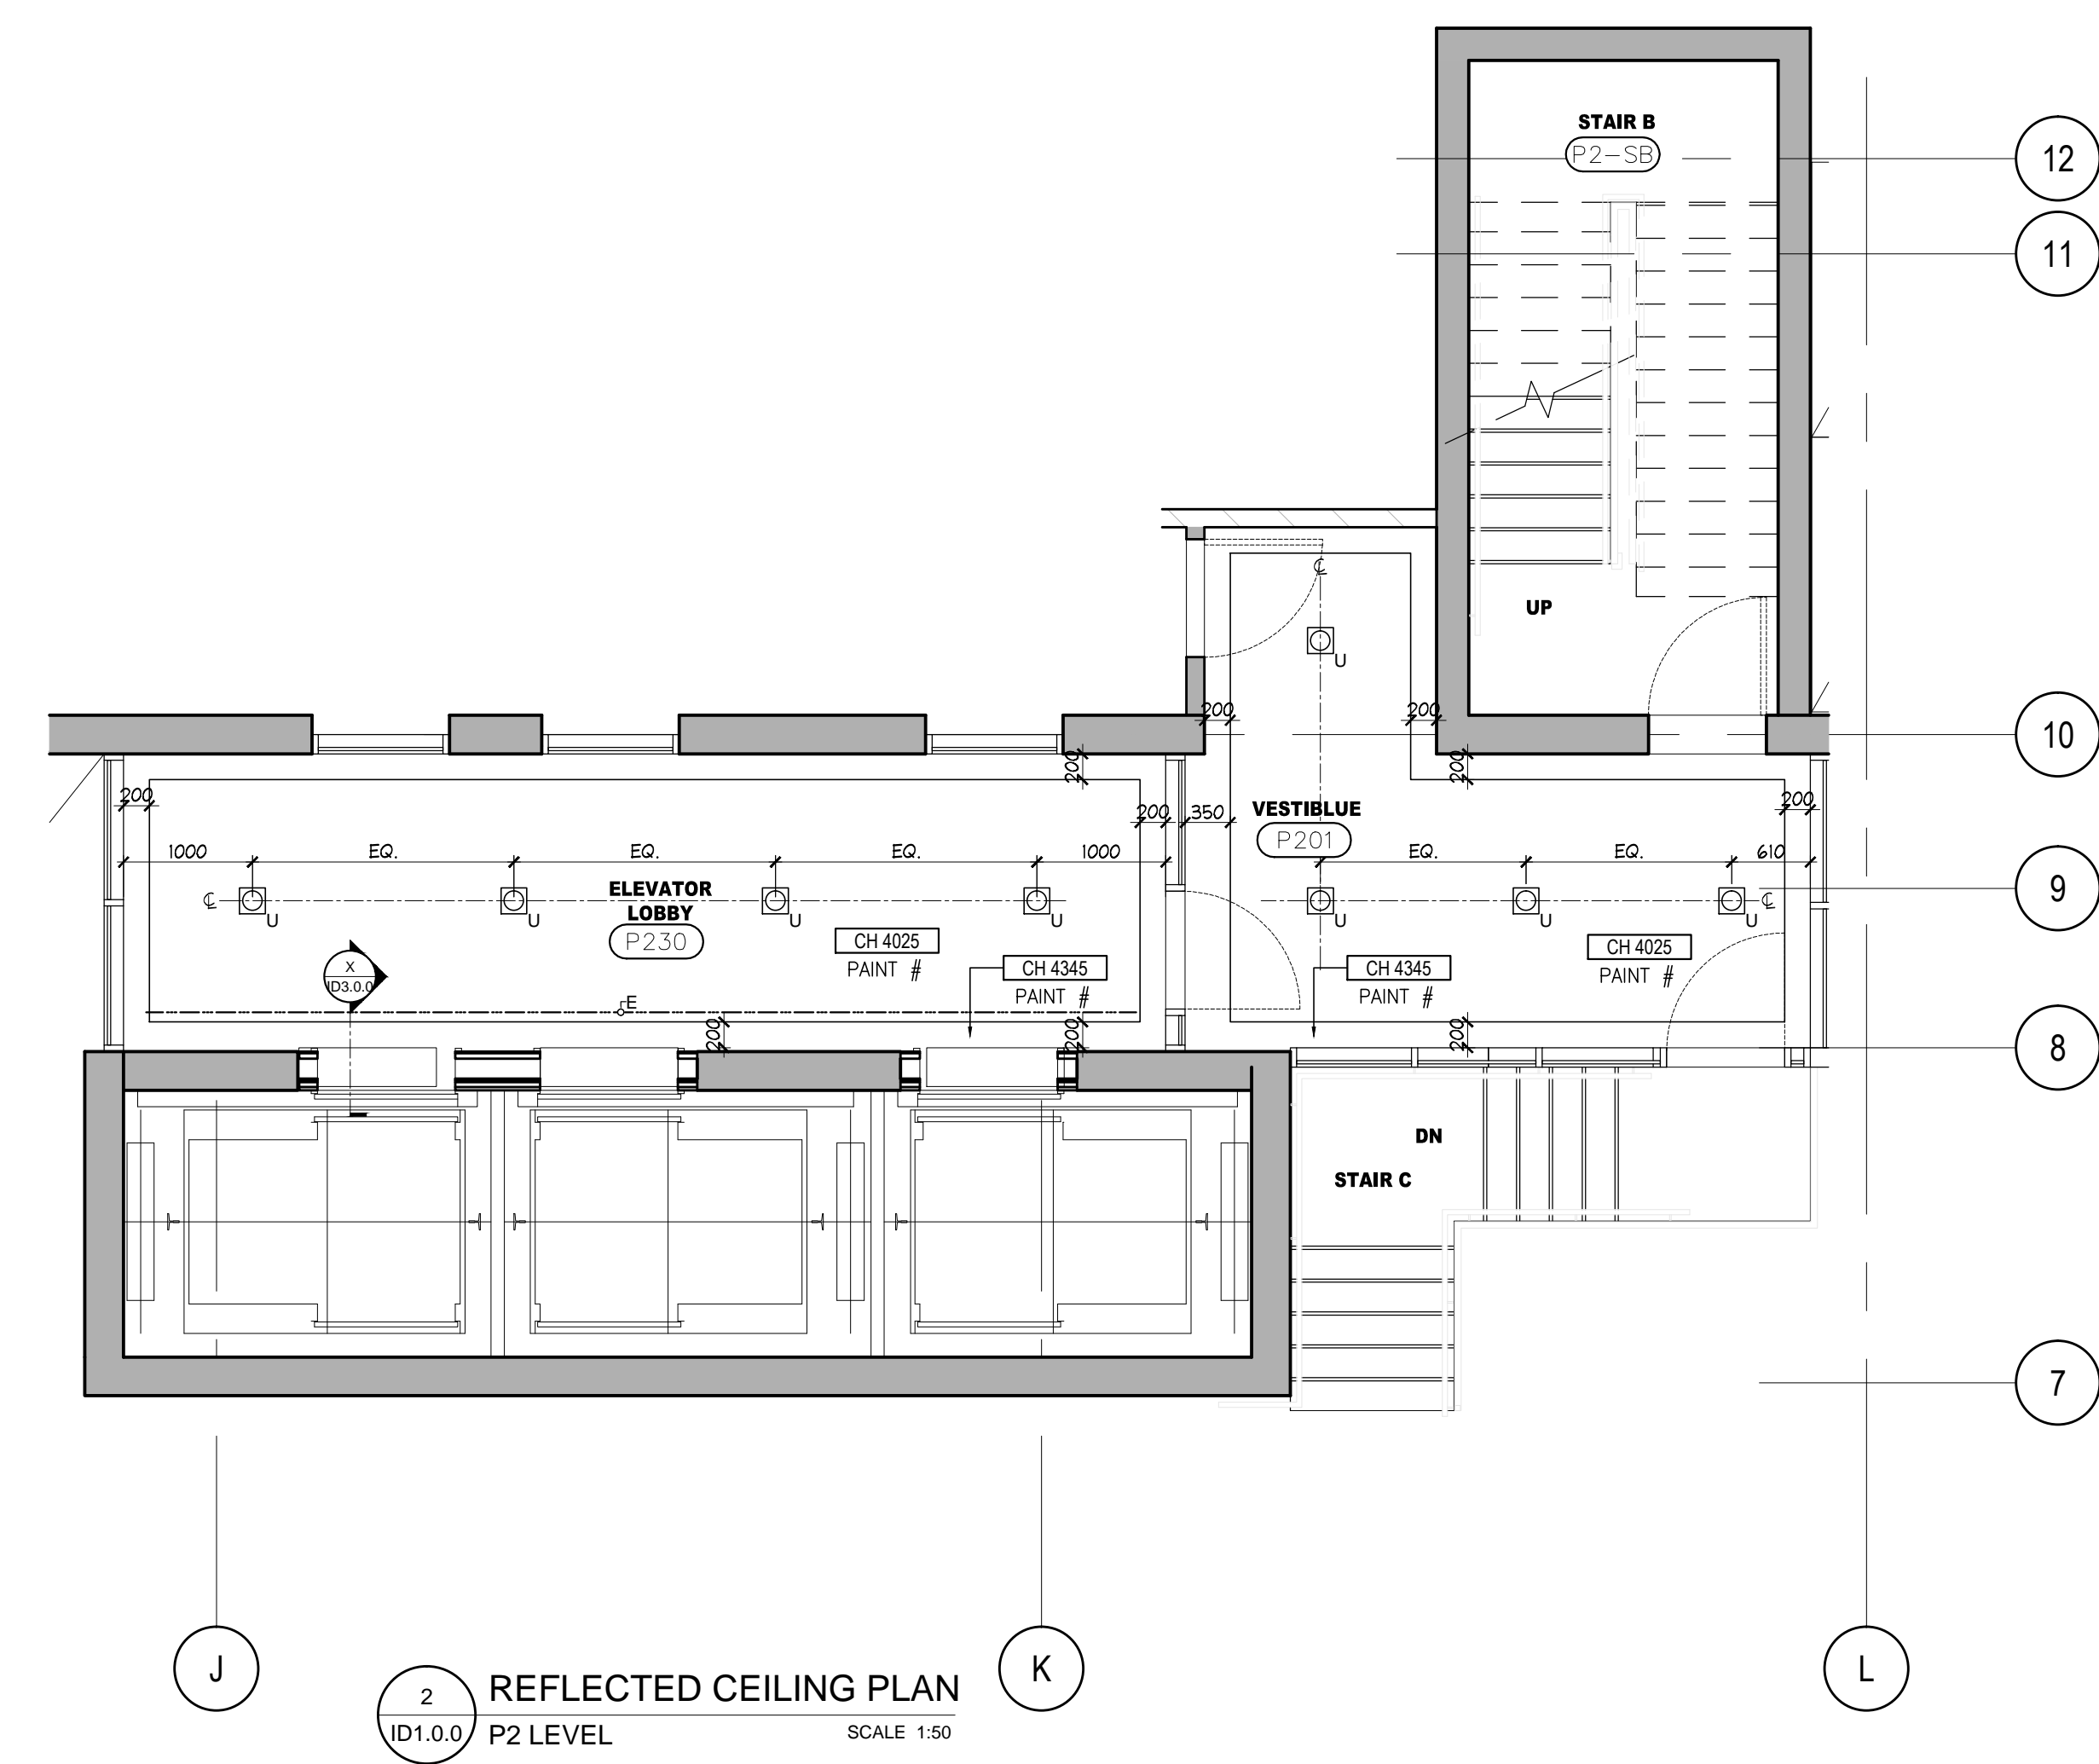 STAIR B
P2-SB
12
11
UP
U
200
200
10
200
200
200
200
200
350
VESTIBLUE
P201
200
1000
EQ.
EQ.
EQ.
1000
EQ.
EQ.
610
9
℄
ELEVATOR
LOBBY
P230
U
U
U
U
U
U
U
℄
℄
CH 4025
PAINT #
CH 4345
PAINT #
CH 4345
PAINT #
CH 4025
PAINT #
X
ID3.0.0
E
200
200
200
8
DN
STAIR C
7
J
K
L
2
ID1.0.0
REFLECTED CEILING PLAN
P2 LEVEL
SCALE 1:50